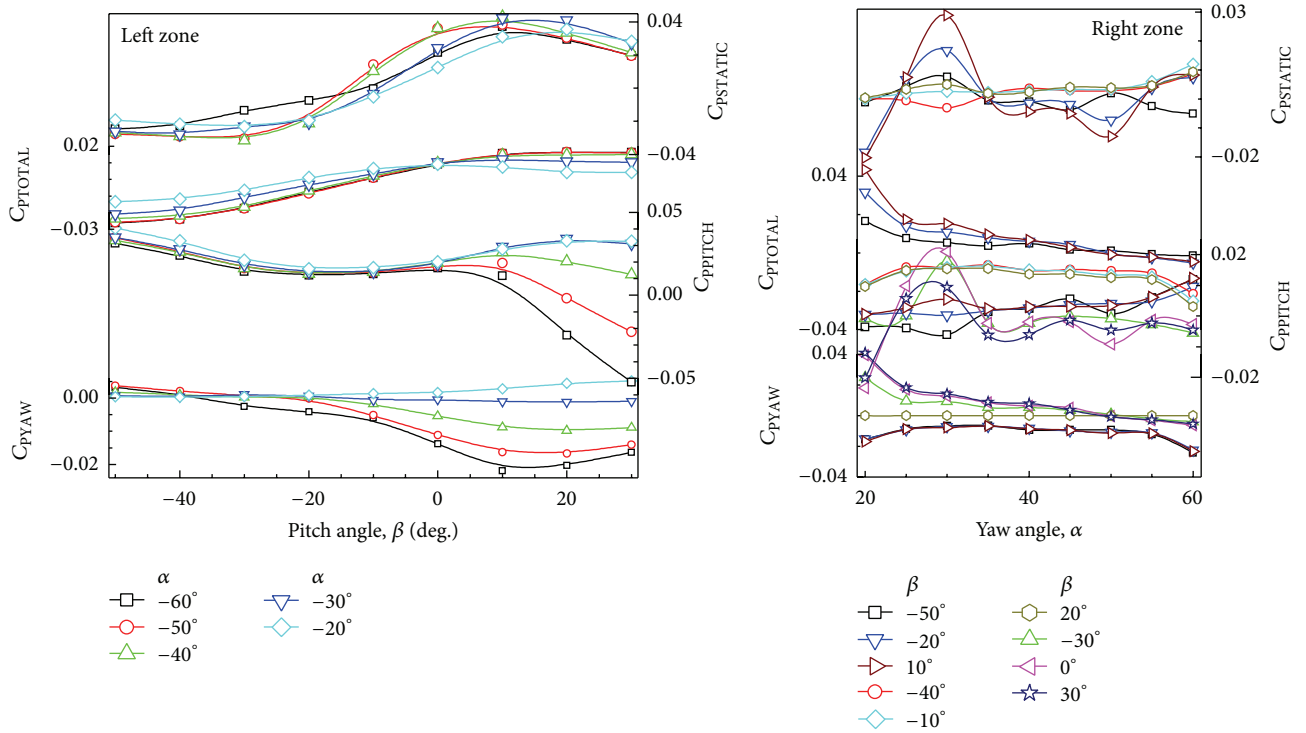 Left zone
0.04
C_PSTATIC
−0.04
0.02
C_PTOTAL
−0.03
0.05
C_PPITCH
0.00
−0.05
0.00
C_PYAW
−0.02
−40
−20
0
20
Pitch angle, β (deg.)
α
−60°
−50°
−40°
α
−30°
−20°
Right zone
0.03
C_PSTATIC
−0.02
0.04
C_PTOTAL
−0.04
0.02
C_PPITCH
−0.02
0.04
C_PYAW
−0.04
20
30
40
50
60
Yaw angle, α
β
−50°
−20°
10°
−40°
−10°
β
20°
−30°
0°
30°